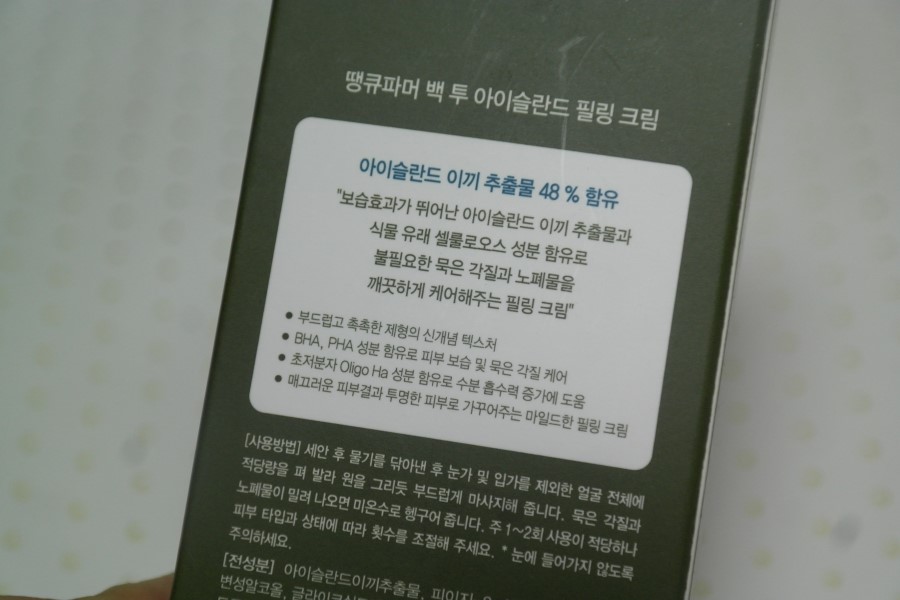 땡큐파머 백 투 아이슬란드 필링 크림
아이슬란드 이끼 추출물 48 % 함유
"보습효과가 뛰어난 아이슬란드 이끼 추출물과
식물 유래 셀룰로오스 성분 함유로
불필요한 묵은 각질과 노폐물을
깨끗하게 케어해주는 필링 크림"
● 부드럽고 촉촉한 제형의 신개념 텍스처
● BHA, PHA 성분 함유로 피부 보습 및 묵은 각질 케어
● 초저분자 Oligo Ha 성분 함유로 수분 흡수력 증가에 도움
● 매끄러운 피부결과 투명한 피부로 가꾸어주는 마일드한 필링 크림
[사용방법] 세안 후 물기를 닦아낸 후 눈가 및 입가를 제외한 얼굴 전체에
적당량을 펴 발라 원을 그리듯 부드럽게 마사지해 줍니다. 묵은 각질과
노폐물이 밀려 나오면 미온수로 헹구어 줍니다. 주 1~2회 사용이 적당하나
피부 타입과 상태에 따라 횟수를 조절해 주세요. * 눈에 들어가지 않도록
주의하세요.
[전성분] 아이슬란드이끼추출물,
변성알코올,